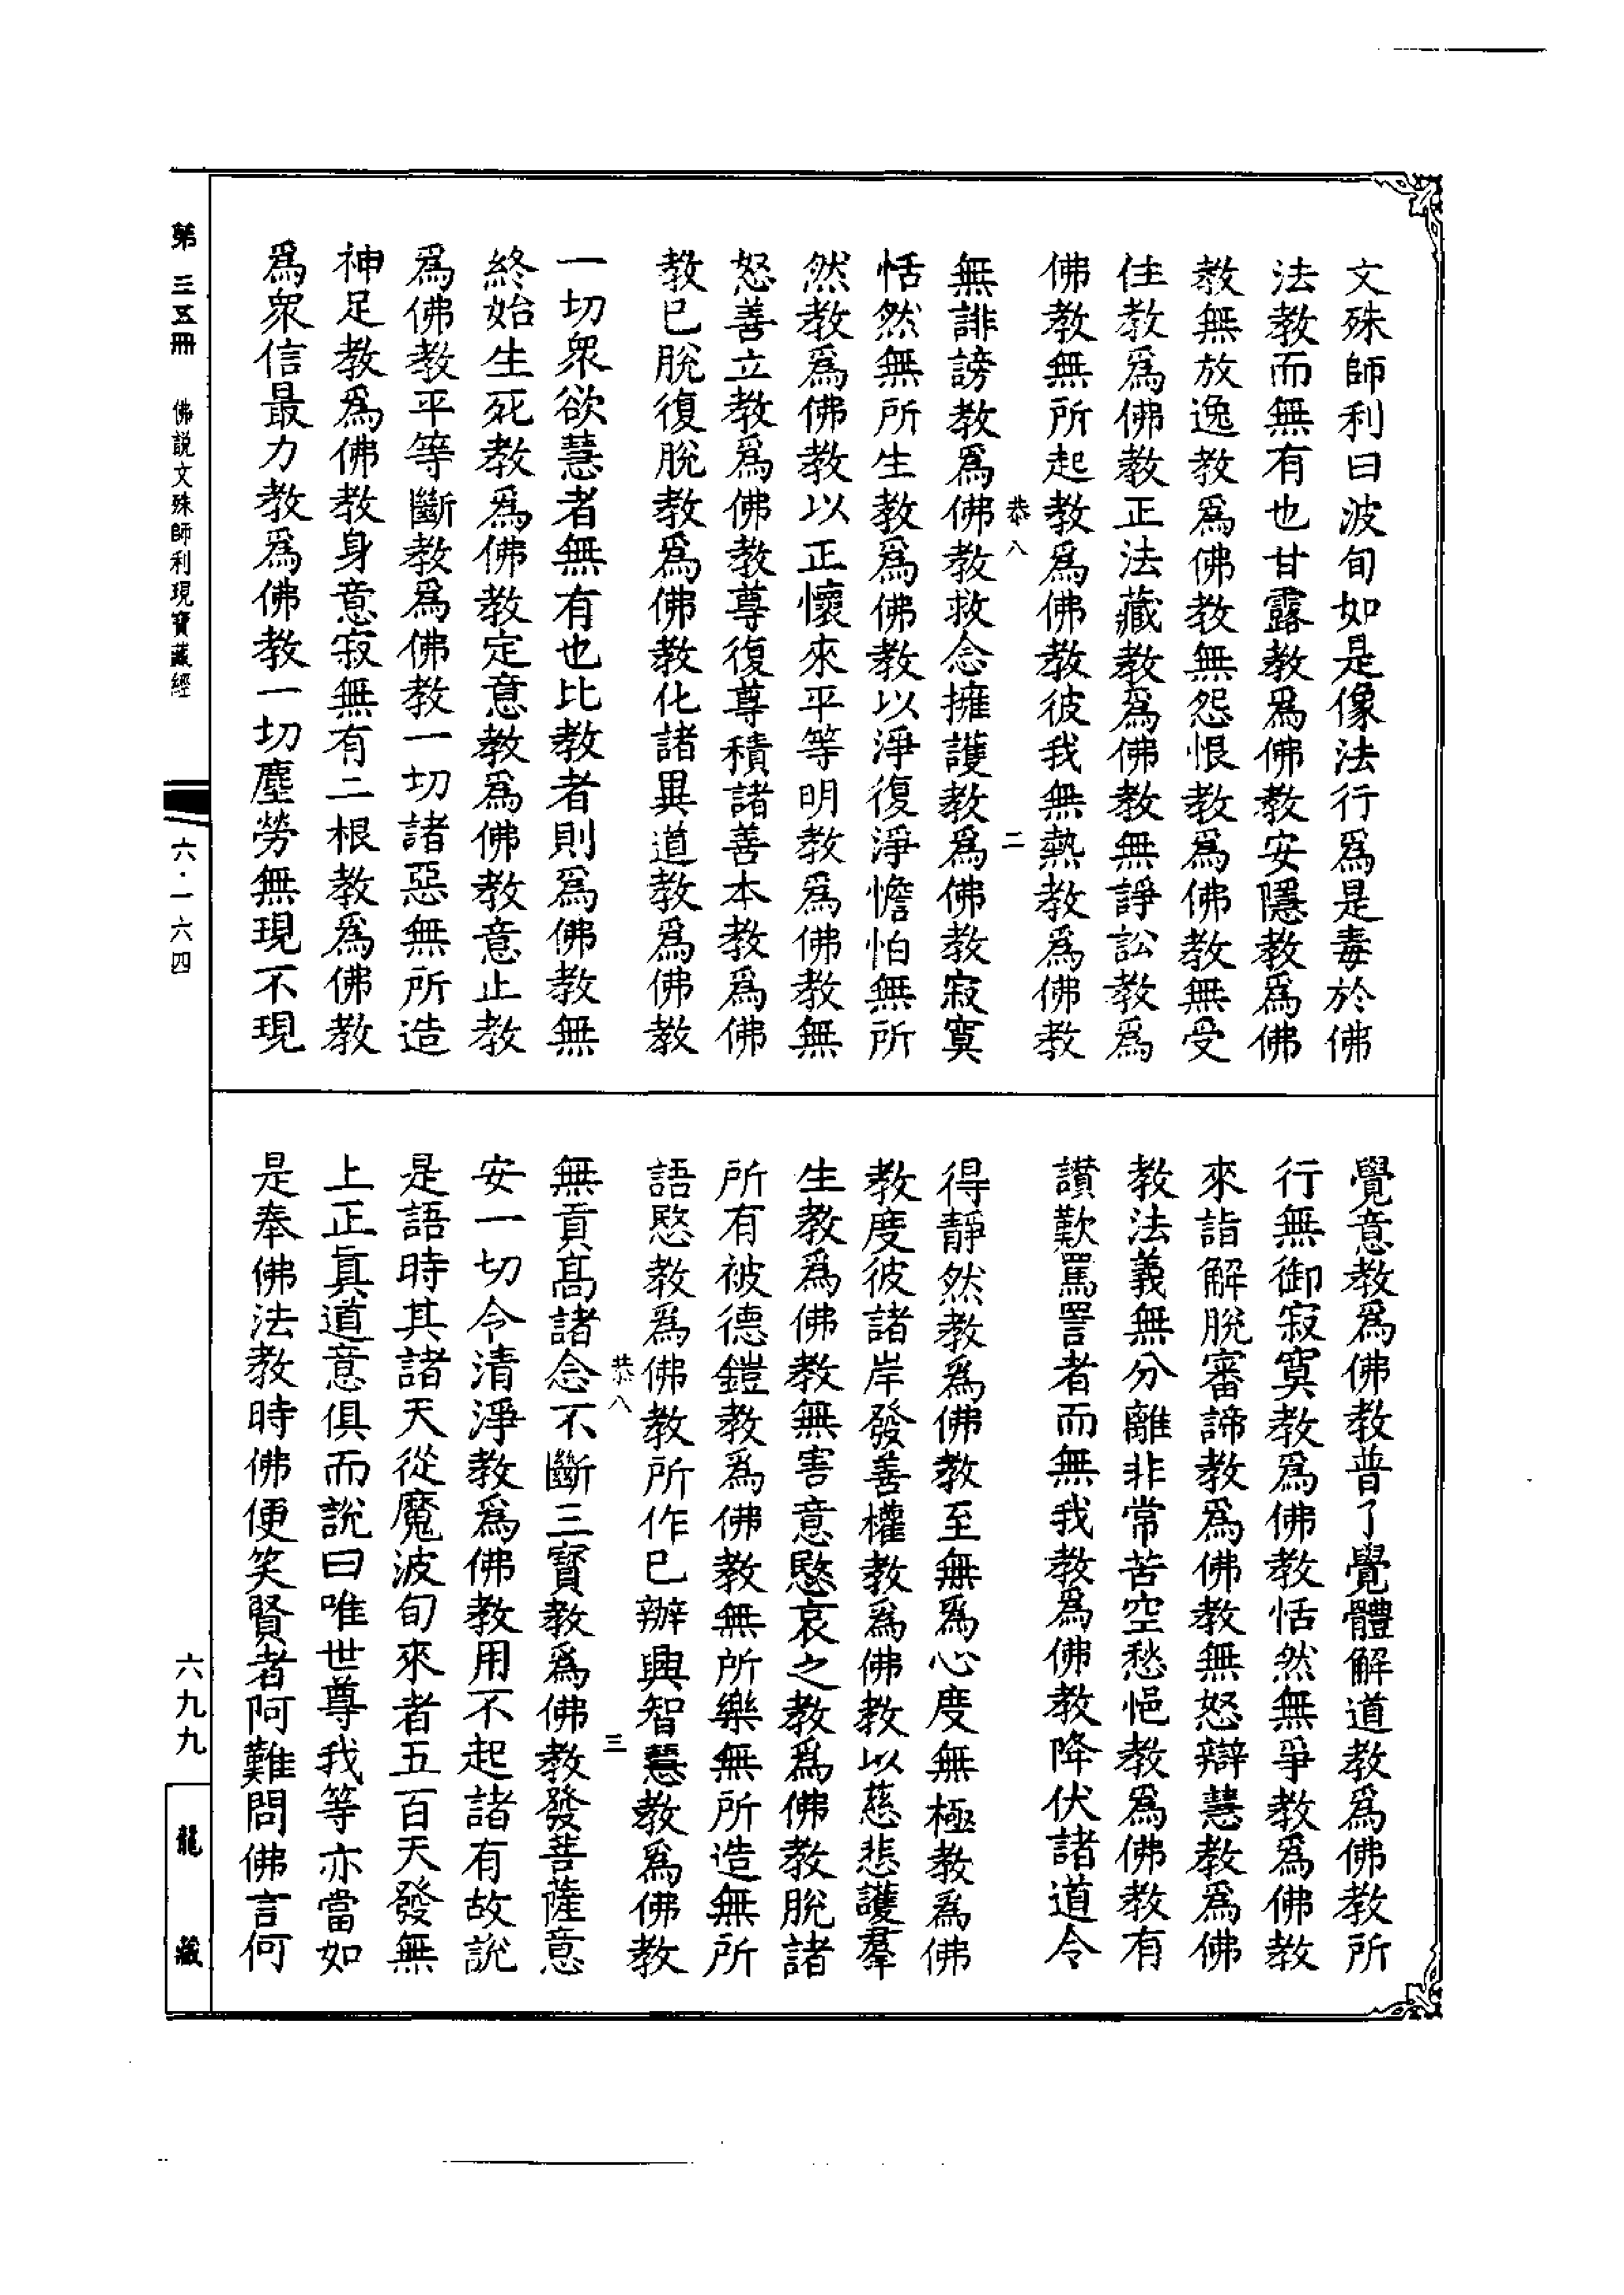 文殊師利曰波旬如是像法行爲是毒於佛
法教而無有也甘露教爲佛教安隱教爲佛
教無放逸教爲佛教無怨恨教爲佛教無受
住教爲佛教正法藏教爲佛教無諍訟教爲
佛教無所起教爲佛教彼我無熱教爲佛教
恭八 二
無誹謗教爲佛教救念擁護教爲佛教寂寞
恬然無所生教爲佛教以淨復淨憺怕無所
然教爲佛教以正懷來平等明教爲佛教無
怒善立教爲佛教尊復尊積諸善本教爲佛
教已脫復脫教爲佛教化諸異道教爲佛教
一切衆欲慧者無有也比教者則爲佛教無
終始生死教爲佛教定意教爲佛教意止教
爲佛教平等斷教爲佛教一切諸惡無所造
神足教爲佛教身意寂無有二根教爲佛教
爲衆信最力教爲佛教一切塵勞無現不現
覺意教爲佛教普了覺體解道教爲佛教所
行無御寂寞教爲佛教恬然無爭教爲佛教
來詣解脫審諦教爲佛教無怒辯慧教爲佛
教法義無分離非常苦空愁悒教爲佛教有
讃歎罵詈者而無我教爲佛教降伏諸道令
得靜然教爲佛教至無爲心度無極教爲佛
教度彼諸岸發善權教爲佛教以慈悲護羣
生教爲佛教無害意愍哀之教爲佛教脫諸
所有被德鎧教爲佛教無所樂無所造無所
語愍教爲佛教所作已辦興智慧教爲佛教
恭八 三
無貢高諸念不斷三寶教爲佛教發菩薩意
安一切令清淨教爲佛教用不起諸有故說
是語時其諸天從魔波旬來者五百天發無
上正眞道意俱而說曰唯世尊我等亦當如
是奉佛法教時佛便笑賢者阿難問佛言何
第三五冊 佛説文殊師利現寶藏經
六·一六四
六九九
龍藏